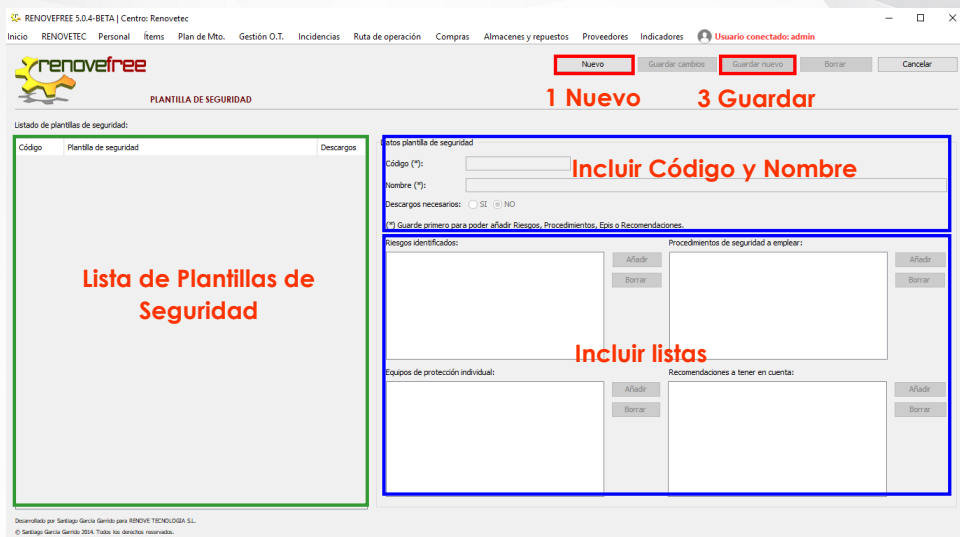 RENOVEFREE 5.0.4-BETA | Centro: Renovetec
Inicio RENOVETEC Personal Ítems Plan de Mto. Gestión O.T. Incidencias Ruta de operación Compras Almacenes y repuestos Proveedores Indicadores Usuario conectado: admin
renovefree
Nuevo Guardar cambios Guardar nuevo Borrar Cancelar
PLANTILLA DE SEGURIDAD
1 Nuevo 3 Guardar
Listado de plantillas de seguridad:
Código Plantilla de seguridad Descargos
Datos plantilla de seguridad
Código (*):
Incluir Código y Nombre
Nombre (*):
Descargos necesarios: SI NO
(*) Guarde primero para poder añadir Riesgos, Procedimientos, Epis o Recomendaciones.
Riesgos identificados: Procedimientos de seguridad a emplear:
Añadir Añadir
Borrar Borrar
Lista de Plantillas de
Seguridad
Incluir listas
Equipos de protección individual: Recomendaciones a tener en cuenta:
Añadir Añadir
Borrar Borrar
Desarrollado por Santiago García Garrido para RENOVE TECNOLOGÍA S.L.
© Santiago García Garrido 2014. Todos los derechos reservados.